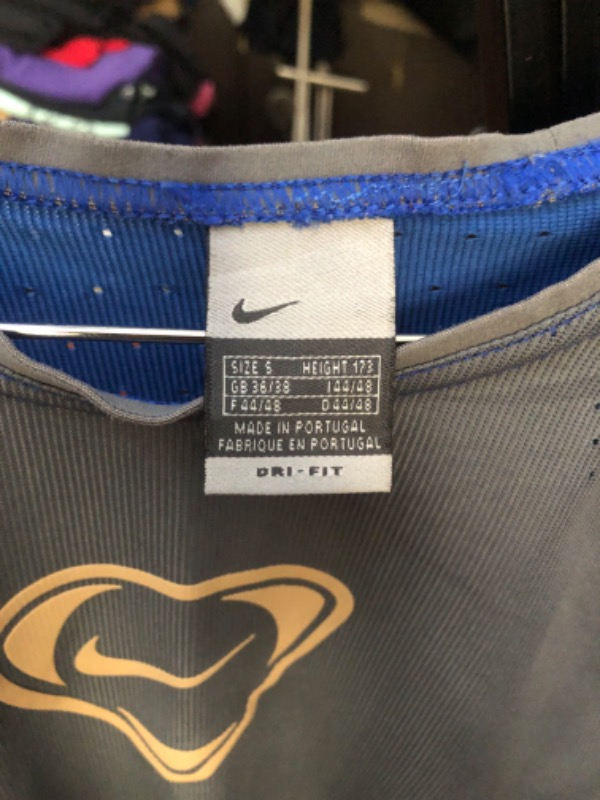 SIZE S HEIGHT 173
GB 36/38 I 44/48
F 44/48 D 44/48
MADE IN PORTUGAL
FABRIQUE EN PORTUGAL
DRI-FIT